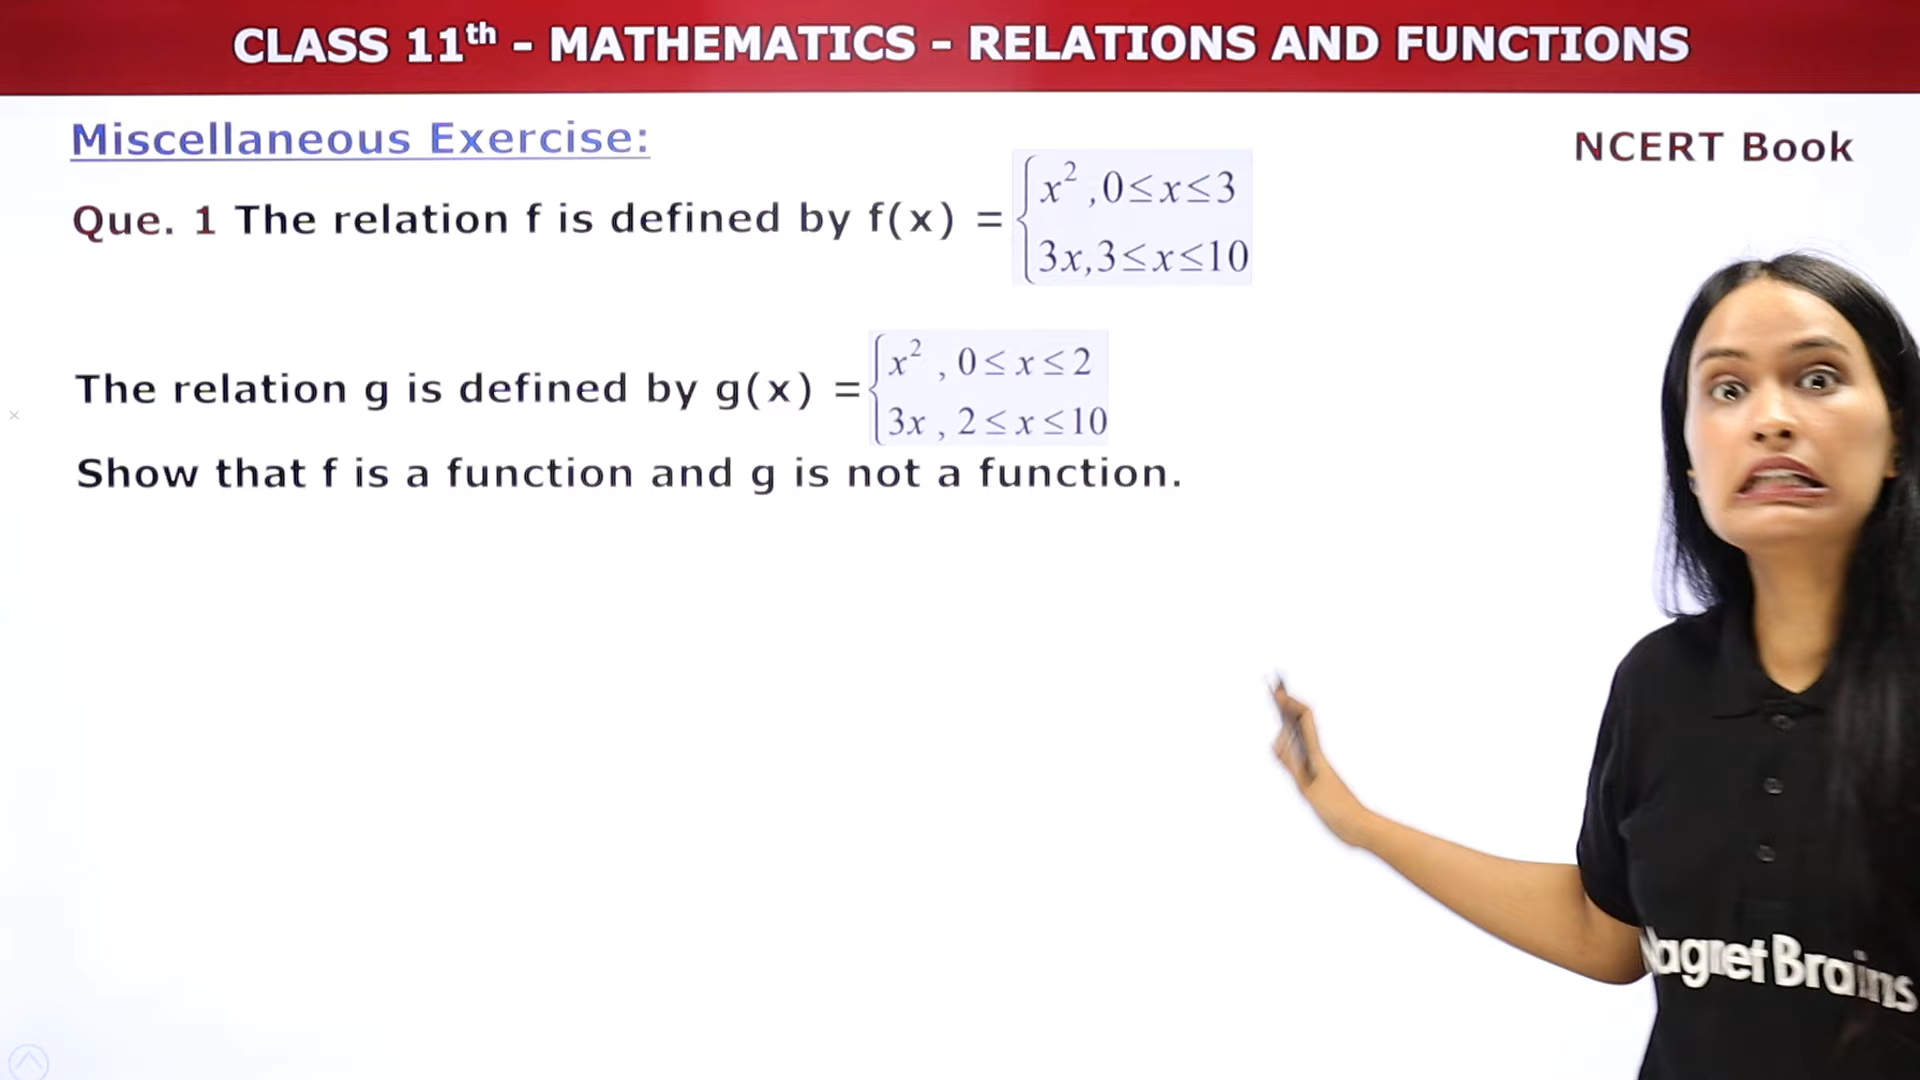 CLASS 11th - MATHEMATICS - RELATIONS AND FUNCTIONS
Miscellaneous Exercise:
NCERT Book
Que. 1 The relation f is defined by f(x) = { x² ,0≤x≤3
3x,3≤x≤10
The relation g is defined by g(x) = { x² , 0≤x≤2
3x , 2≤x≤10
Show that f is a function and g is not a function.
agnet Brains